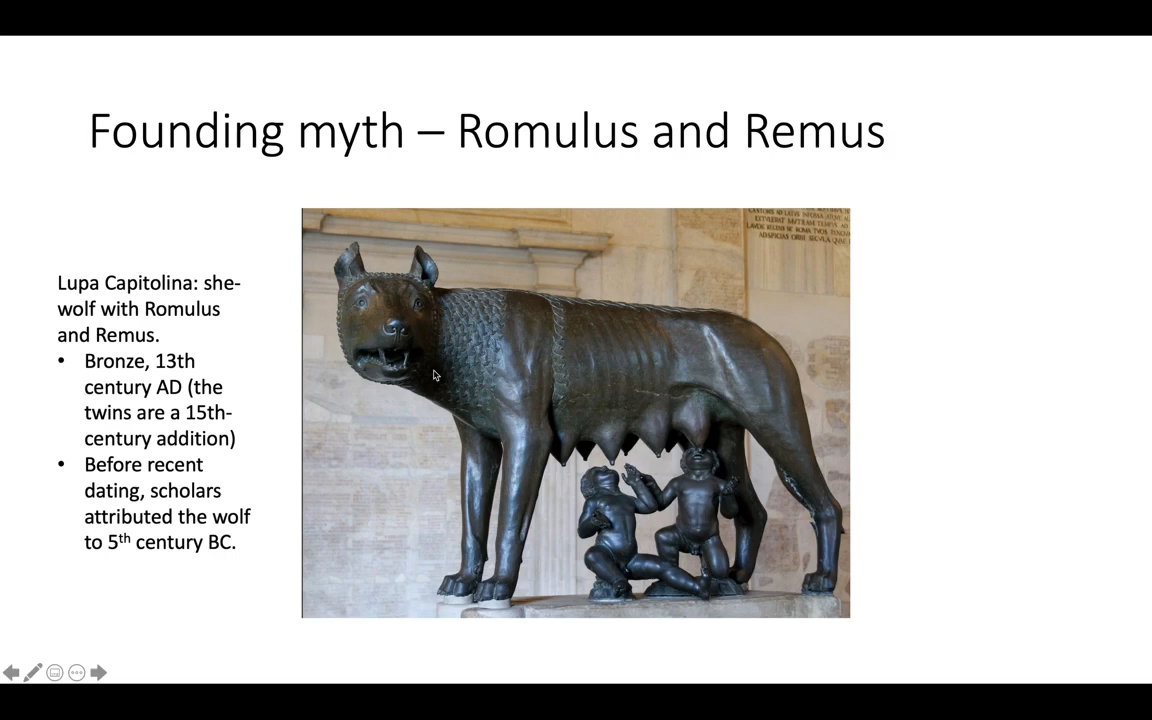 Founding myth – Romulus and Remus
Lupa Capitolina: she-
wolf with Romulus
and Remus.
• Bronze, 13th
century AD (the
twins are a 15th-
century addition)
• Before recent
dating, scholars
attributed the wolf
to 5th century BC.